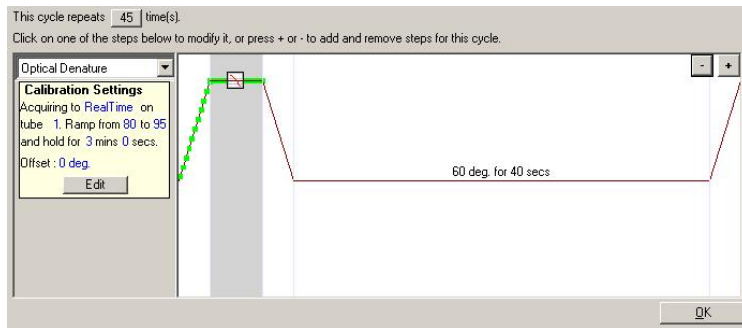 This cycle repeats 45 time(s).
Click on one of the steps below to modify it, or press + or - to add and remove steps for this cycle.
Optical Denature
- +
Calibration Settings
Acquiring to RealTime on
tube 1. Ramp from 80 to 95
and hold for 3 mins 0 secs.
Offset : 0 deg.
Edit
60 deg. for 40 secs
OK